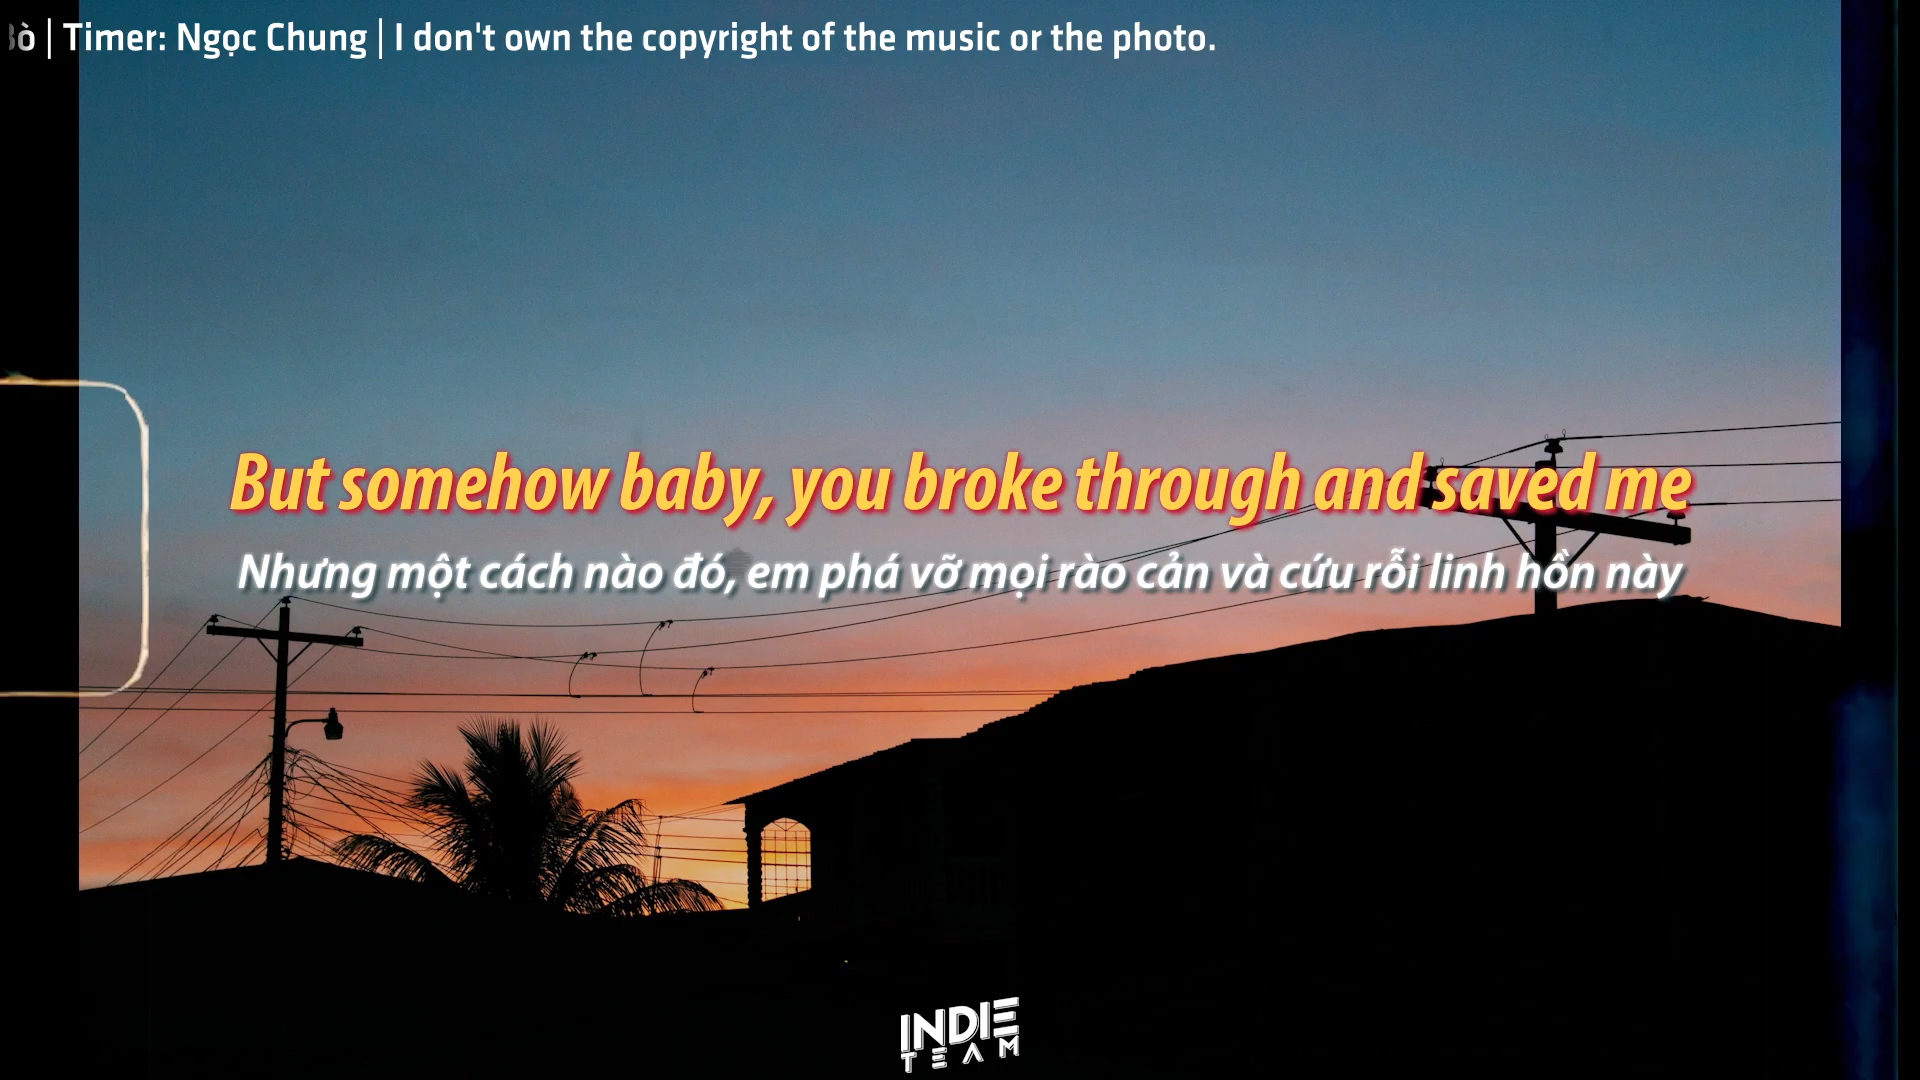 | Timer: Ngọc Chung | I don't own the copyright of the music or the photo.
But somehow baby, you broke through and saved me
Nhưng một cách nào đó, em phá vỡ mọi rào cản và cứu rỗi linh hồn này
INDIE
TEAM